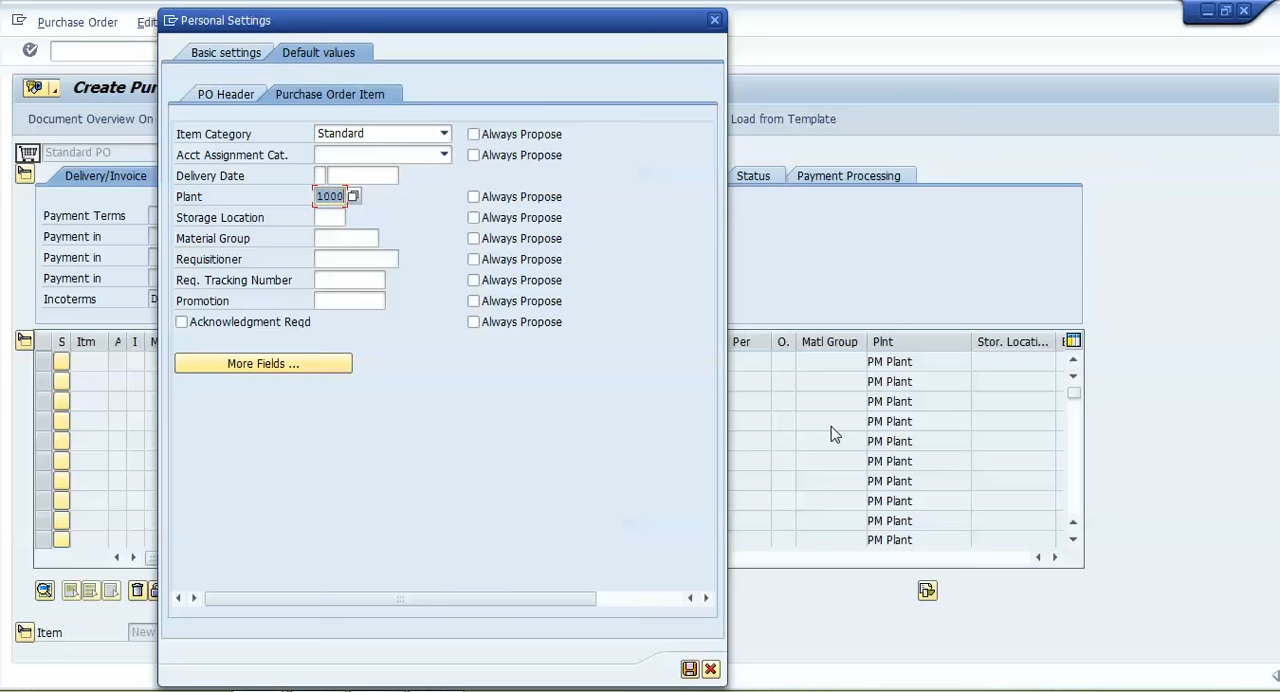 Purchase Order
Personal Settings
Basic settings
Default values
Create Pur
PO Header
Purchase Order Item
Document Overview On
Load from Template
Item Category
Standard
Always Propose
Standard PO
Acct Assignment Cat.
Always Propose
Delivery/Invoice
Delivery Date
Status
Payment Processing
Plant
1000
Always Propose
Payment Terms
Storage Location
Always Propose
Payment in
Material Group
Always Propose
Payment in
Requisitioner
Always Propose
Payment in
Req. Tracking Number
Always Propose
Incoterms
D
Promotion
Always Propose
Acknowledgment Reqd
Always Propose
S
Itm
A
I
M
Per
O.
Matl Group
Plnt
Stor. Locati...
More Fields ...
PM Plant
PM Plant
PM Plant
PM Plant
PM Plant
PM Plant
PM Plant
PM Plant
PM Plant
PM Plant
Item
New